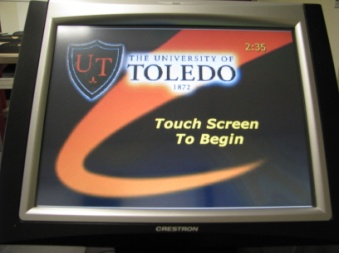 2:35
UT
THE UNIVERSITY OF
TOLEDO
1872
Touch Screen
To Begin
CRESTRON